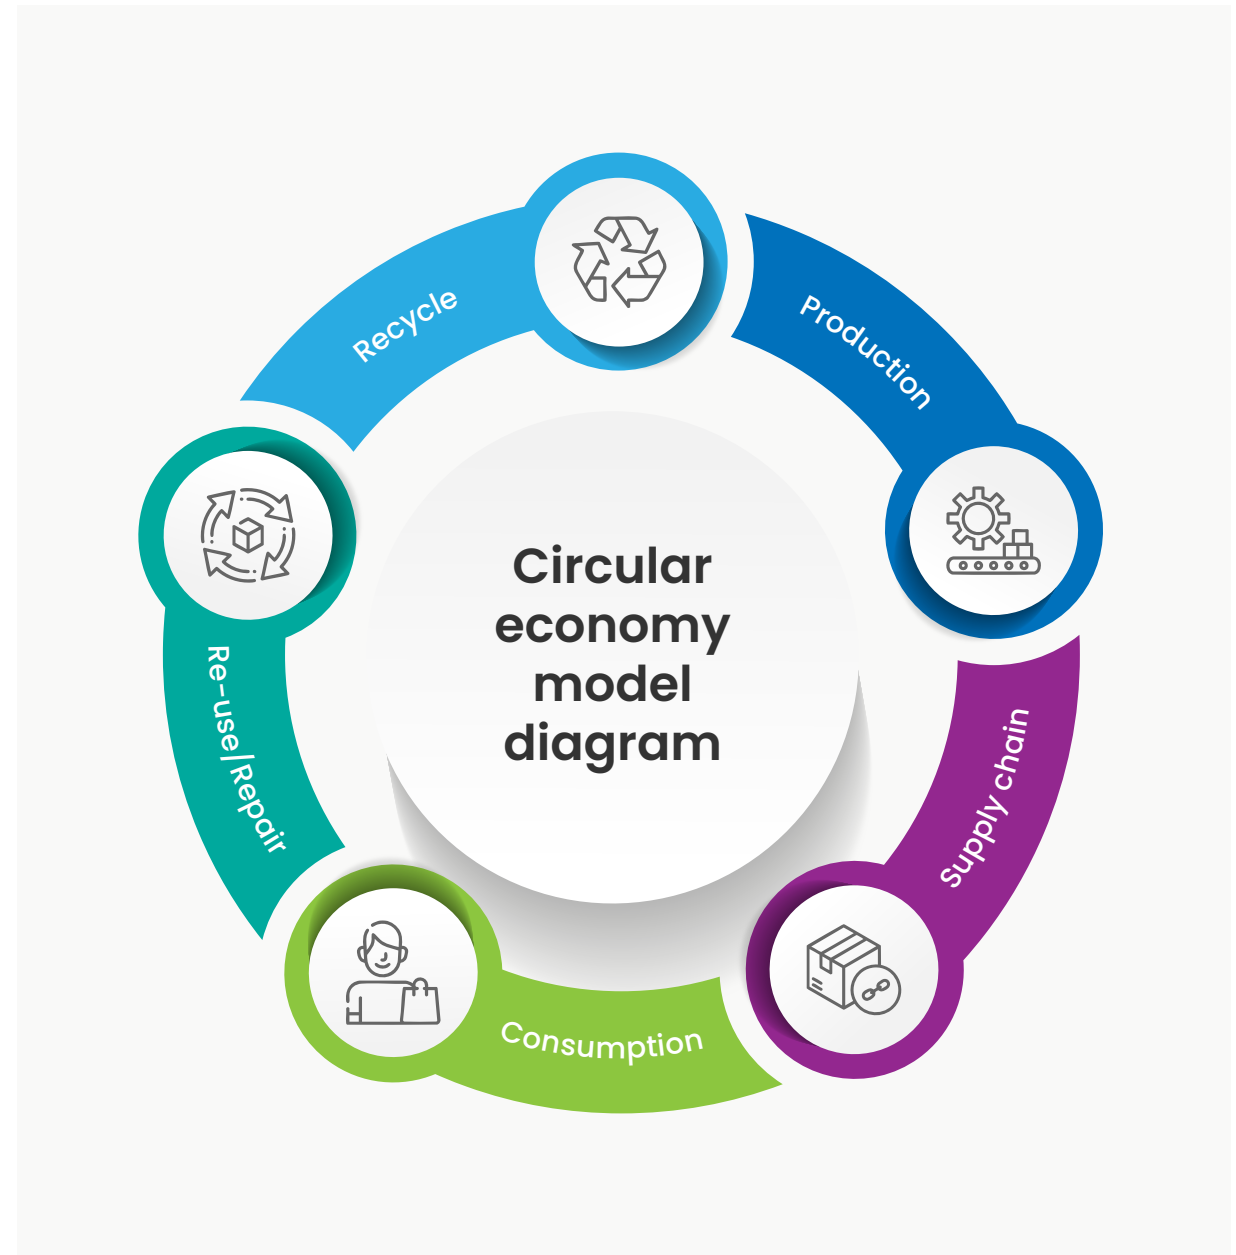 Circular
economy
model
diagram
Recycle
Production
Supply chain
Consumption
Re-use/Repair